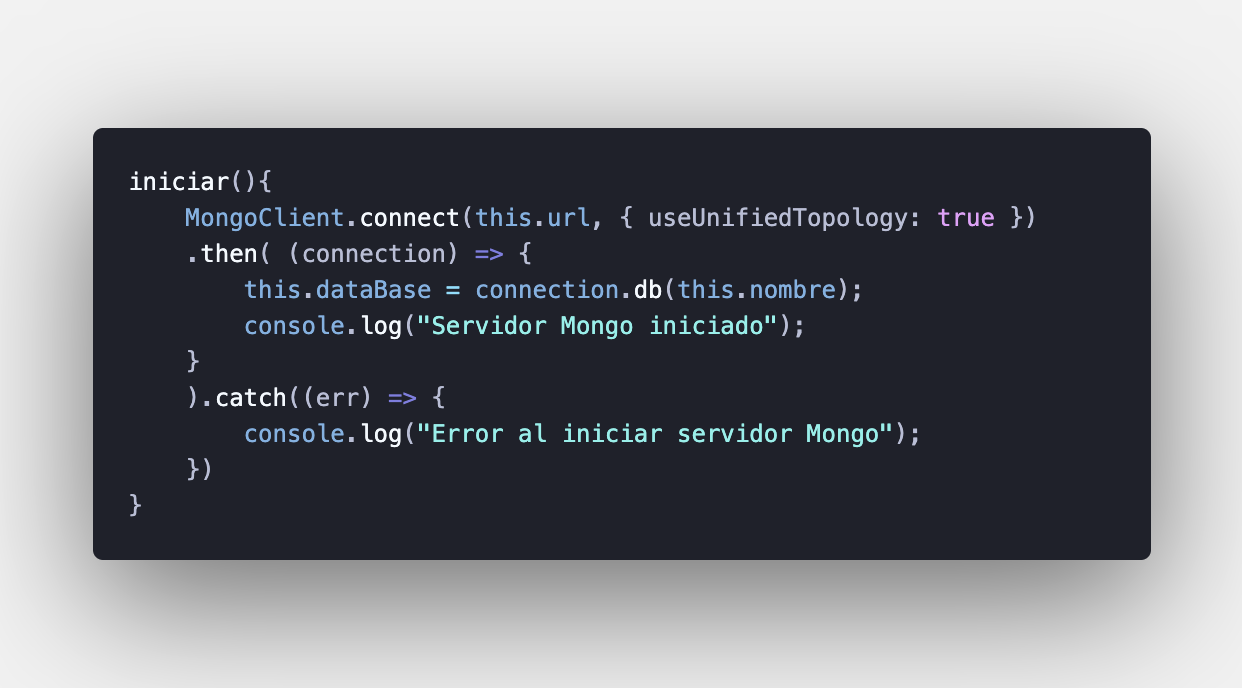 iniciar(){
    MongoClient.connect(this.url, { useUnifiedTopology: true })
    .then( (connection) => {
        this.dataBase = connection.db(this.nombre);
        console.log("Servidor Mongo iniciado");
    }
    ).catch((err) => {
        console.log("Error al iniciar servidor Mongo");
    })
}